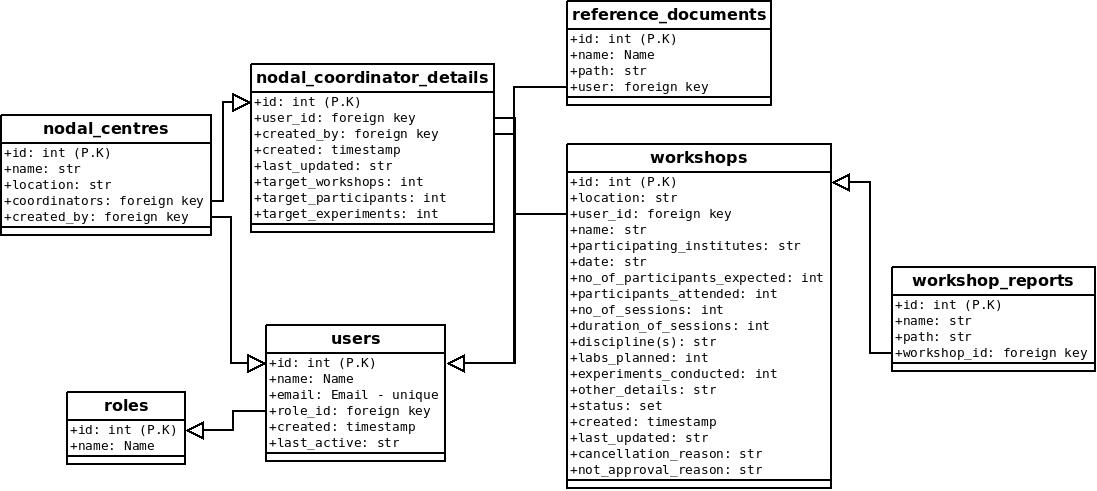 reference_documents
+id: int (P.K)
+name: Name
+path: str
+user: foreign key
nodal_coordinator_details
+id: int (P.K)
+user_id: foreign key
+created_by: foreign key
+created: timestamp
+last_updated: str
+target_workshops: int
+target_participants: int
+target_experiments: int
nodal_centres
+id: int (P.K)
+name: str
+location: str
+coordinators: foreign key
+created_by: foreign key
workshops
+id: int (P.K)
+location: str
+user_id: foreign key
+name: str
+participating_institutes: str
+date: str
+no_of_participants_expected: int
+participants_attended: int
+no_of_sessions: int
+duration_of_sessions: int
+discipline(s): str
+labs_planned: int
+experiments_conducted: int
+other_details: str
+status: set
+created: timestamp
+last_updated: str
+cancellation_reason: str
+not_approval_reason: str
workshop_reports
+id: int (P.K)
+name: str
+path: str
+workshop_id: foreign key
users
+id: int (P.K)
+name: Name
+email: Email - unique
+role_id: foreign key
+created: timestamp
+last_active: str
roles
+id: int (P.K)
+name: Name